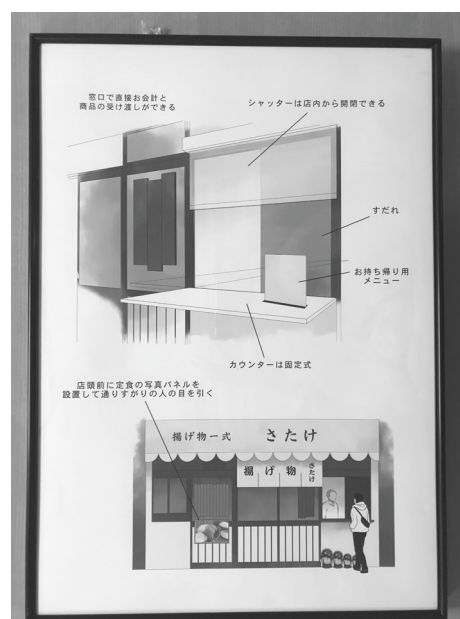 窓口で直接お会計と
商品の受け渡しができる
シャッターは店内から開閉できる
すだれ
お持ち帰り用
メニュー
カウンターは固定式
店頭前に定食の写真パネルを
設置して通りすがりの人の目を引く
揚げ物一式 さたけ
揚げ物 さたけ